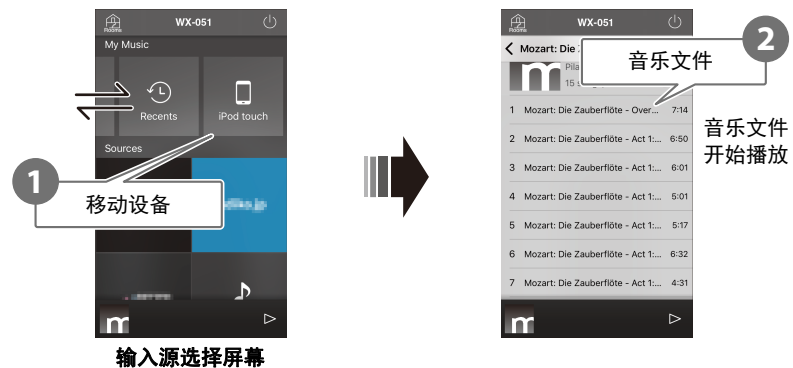 Rooms
WX-051
My Music
Recents
iPod touch
Sources
1
移动设备
m
输入源选择屏幕
Rooms
WX-051
Mozart: Die
2
音乐文件
m
1 Mozart: Die Zauberflöte - Over... 7:14
2 Mozart: Die Zauberflöte - Act 1:... 6:50
3 Mozart: Die Zauberflöte - Act 1:... 6:01
4 Mozart: Die Zauberflöte - Act 1:... 5:01
5 Mozart: Die Zauberflöte - Act 1:... 5:17
6 Mozart: Die Zauberflöte - Act 1:... 6:32
7 Mozart: Die Zauberflöte - Act 1:... 4:31
m
音乐文件
开始播放